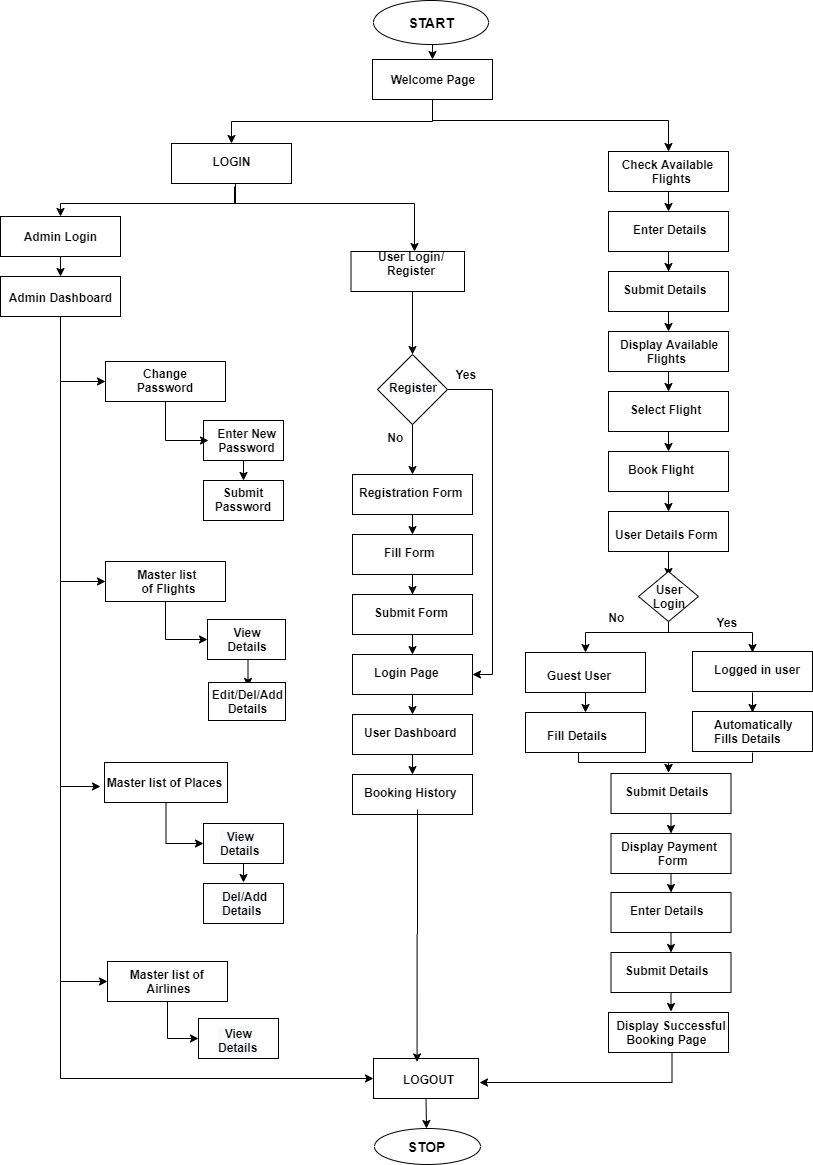 START
Welcome Page
LOGIN
Admin Login
Admin Dashboard
Change
Password
Enter New
Password
Submit
Password
Master list
of Flights
View
Details
Edit/Del/Add
Details
Master list of Places
View
Details
Del/Add
Details
Master list of
Airlines
View
Details
User Login/
Register
Register
Yes
No
Registration Form
Fill Form
Submit Form
Login Page
User Dashboard
Booking History
Check Available
Flights
Enter Details
Submit Details
Display Available
Flights
Select Flight
Book Flight
User Details Form
User
Login
No
Yes
Guest User
Logged in user
Fill Details
Automatically
Fills Details
Submit Details
Display Payment
Form
Enter Details
Submit Details
Display Successful
Booking Page
LOGOUT
STOP